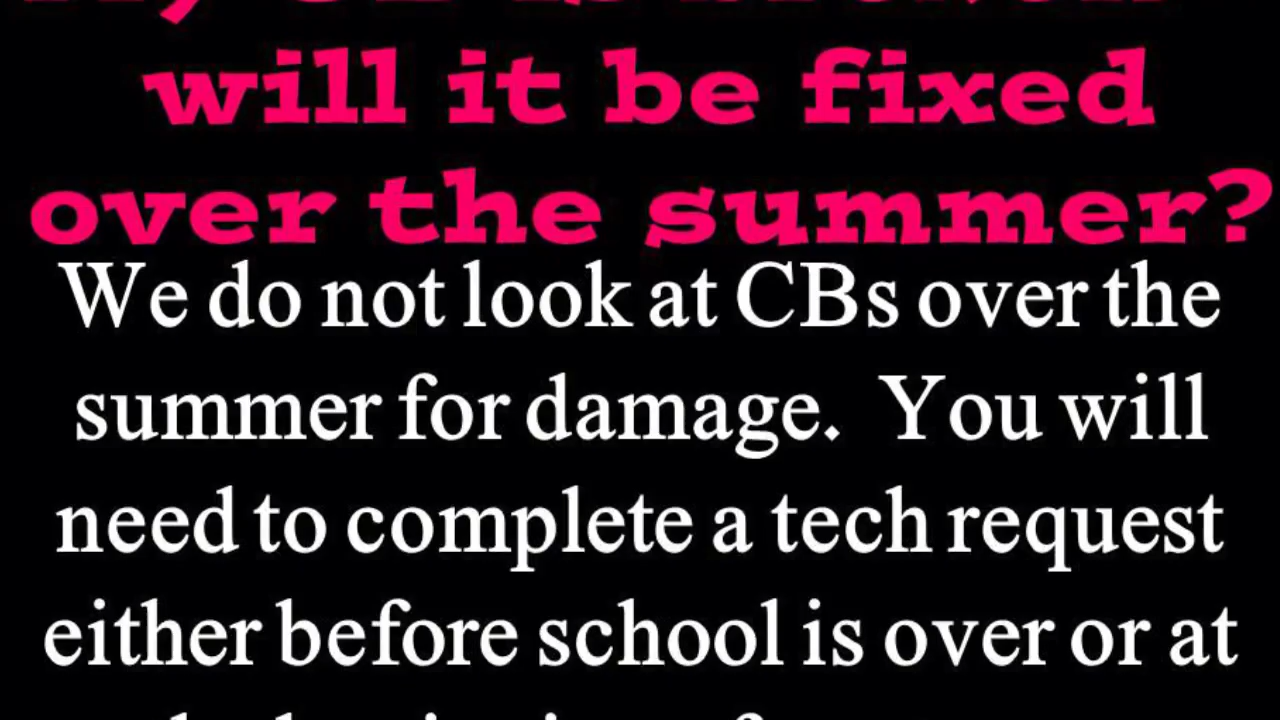 will it be fixed
over the summer?
We do not look at CBs over the
summer for damage.  You will
need to complete a tech request
either before school is over or at